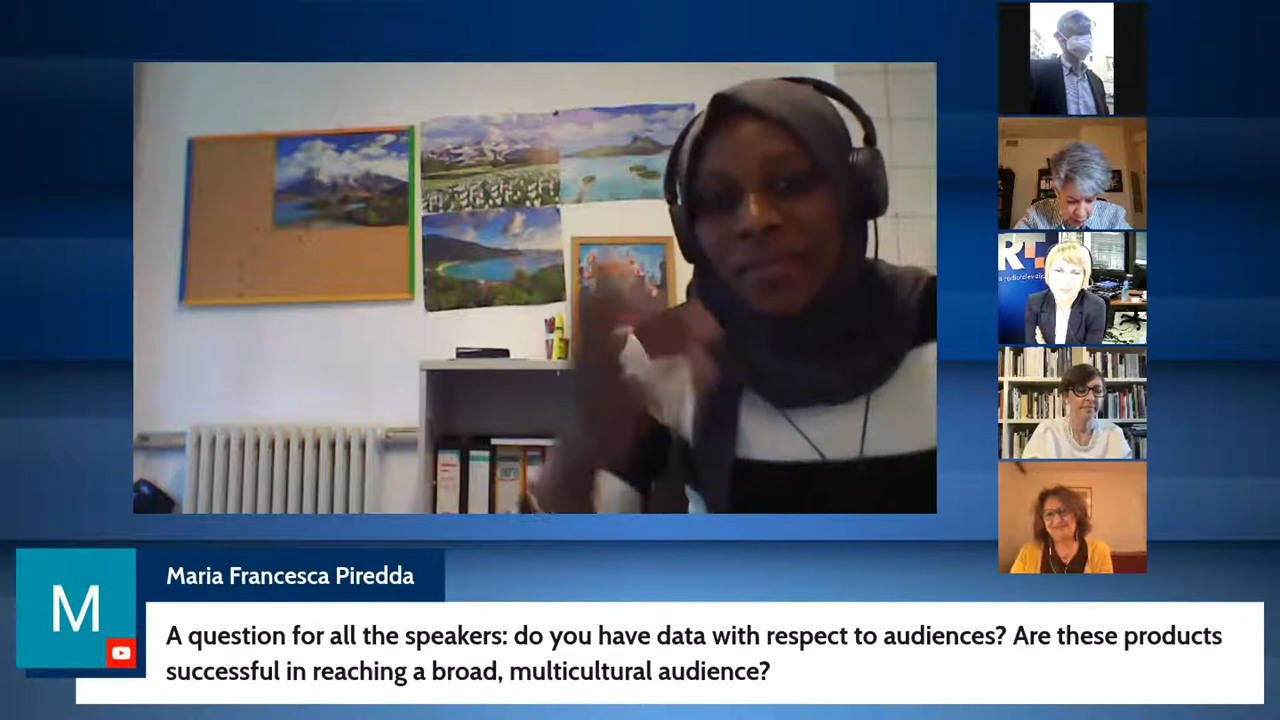 RT
Maria Francesca Piredda
M
A question for all the speakers: do you have data with respect to audiences? Are these products
successful in reaching a broad, multicultural audience?